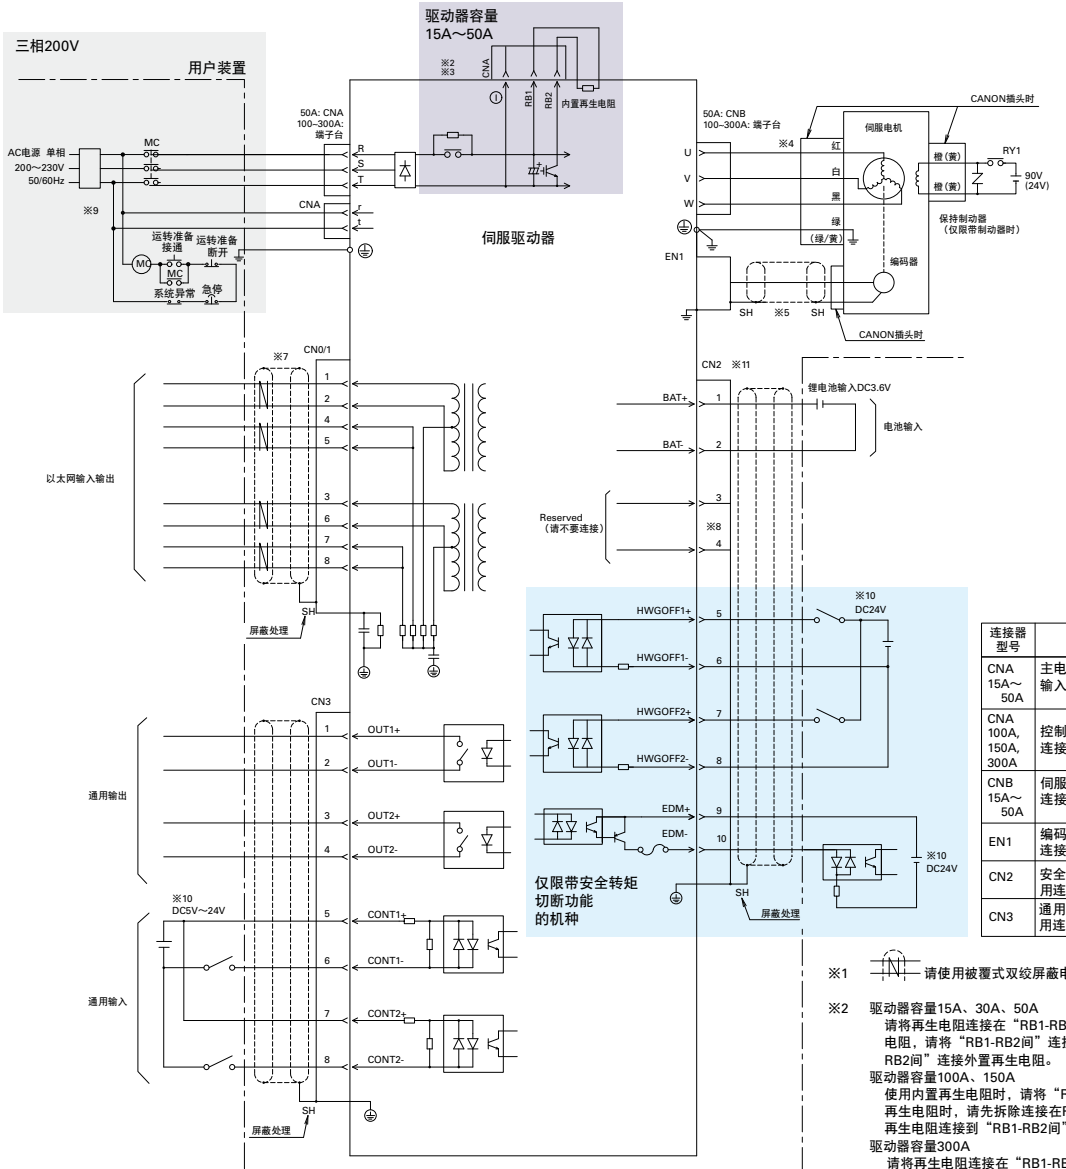 三相200V
用户装置
驱动器容量
15A～50A
※2
※3
CNA
RB1
RB2
内置再生电阻
50A: CNA
100~300A:
端子台
R
S
T
CNA
r
t
AC电源 单相
200～230V
50/60Hz
MC
※9
运转准备
接通
运转准备
断开
MC
MC
系统异常
急停
伺服驱动器
50A: CNB
100~300A: 端子台
U
V
W
EN1
※4
红
白
黑
绿
（绿/黄）
伺服电机
CANON插头时
橙(黄)
橙(黄)
RY1
90V
(24V)
保持制动器
（仅限带制动器时）
编码器
SH
※5
SH
CANON插头时
CN0/1
※7
1
2
4
5
3
6
7
8
以太网输入输出
SH
屏蔽处理
CN2
※11
BAT+
1
BAT-
2
锂电池输入DC3.6V
电池输入
Reserved
（请不要连接）
3
※8
4
HWGOFF1+
5
HWGOFF1-
6
HWGOFF2+
7
HWGOFF2-
8
EDM+
9
EDM-
10
※10
DC24V
※10
DC24V
仅限带安全转矩
切断功能
的机种
SH
屏蔽处理
CN3
1
OUT1+
2
OUT1-
3
OUT2+
4
OUT2-
通用输出
※10
DC5V～24V
5
CONT1+
6
CONT1-
7
CONT2+
8
CONT2-
通用输入
SH
屏蔽处理
连接器
型号
CNA
15A～
50A
主电
输入
CNA
100A,
150A,
300A
控制
连接
CNB
15A～
50A
伺服
连接
EN1
编码
连接
CN2
安全
用连
CN3
通用
用连
※1
请使用被覆式双绞屏蔽电
※2
驱动器容量15A、30A、50A
请将再生电阻连接在“RB1-RB
电阻，请将“RB1-RB2间”连接
RB2间”连接外置再生电阻。
驱动器容量100A、150A
使用内置再生电阻时，请将“R
再生电阻时，请先拆除连接在R
再生电阻连接到“RB1-RB2间”
驱动器容量300A
请将再生电阻连接在“RB1-RB